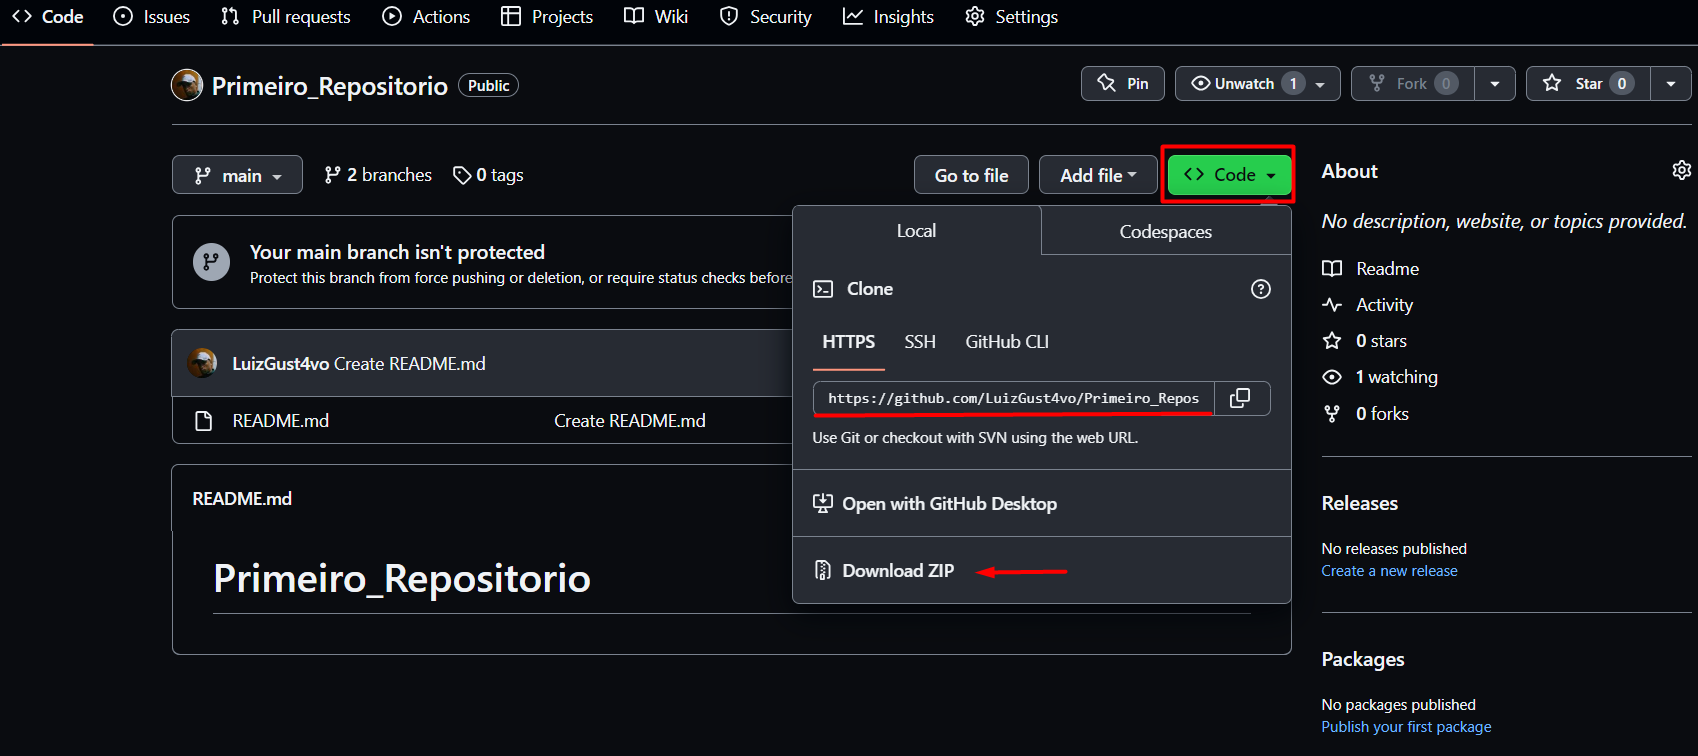 Code Issues Pull requests Actions Projects Wiki Security Insights Settings
Primeiro_Repositorio Public
Pin Unwatch 1 Fork 0 Star 0
main 2 branches 0 tags Go to file Add file Code
Your main branch isn't protected
Protect this branch from force pushing or deletion, or require status checks before
LuizGust4vo Create README.md
README.md Create README.md
README.md
Primeiro_Repositorio
Local Codespaces
Clone
HTTPS SSH GitHub CLI
https://github.com/LuizGust4vo/Primeiro_Repos
Use Git or checkout with SVN using the web URL.
Open with GitHub Desktop
Download ZIP
About
No description, website, or topics provided.
Readme
Activity
0 stars
1 watching
0 forks
Releases
No releases published
Create a new release
Packages
No packages published
Publish your first package